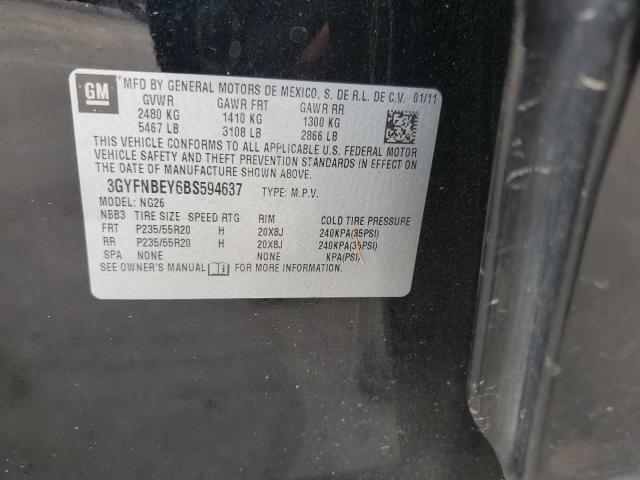 GM
MFD BY GENERAL MOTORS DE MEXICO, S. DE R.L. DE C.V. 01/11
GVWR GAWR FRT GAWR RR
2480 KG 1410 KG 1300 KG
5467 LB 3108 LB 2866 LB
THIS VEHICLE CONFORMS TO ALL APPLICABLE U.S. FEDERAL MOTOR
VEHICLE SAFETY AND THEFT PREVENTION STANDARDS IN EFFECT ON
THE DATE OF MANUFACTURE SHOWN ABOVE.
3GYFNBEY6BS594637 TYPE: M.P.V.
MODEL: NG26
N5B3 TIRE SIZE SPEED RTG RIM COLD TIRE PRESSURE
FRT P235/55R20 H 20X8J 240KPA(35PSI)
RR P235/55R20 H 20X8J 240KPA(35PSI)
SPA NONE NONE KPA(PSI)
SEE OWNER'S MANUAL FOR MORE INFORMATION.